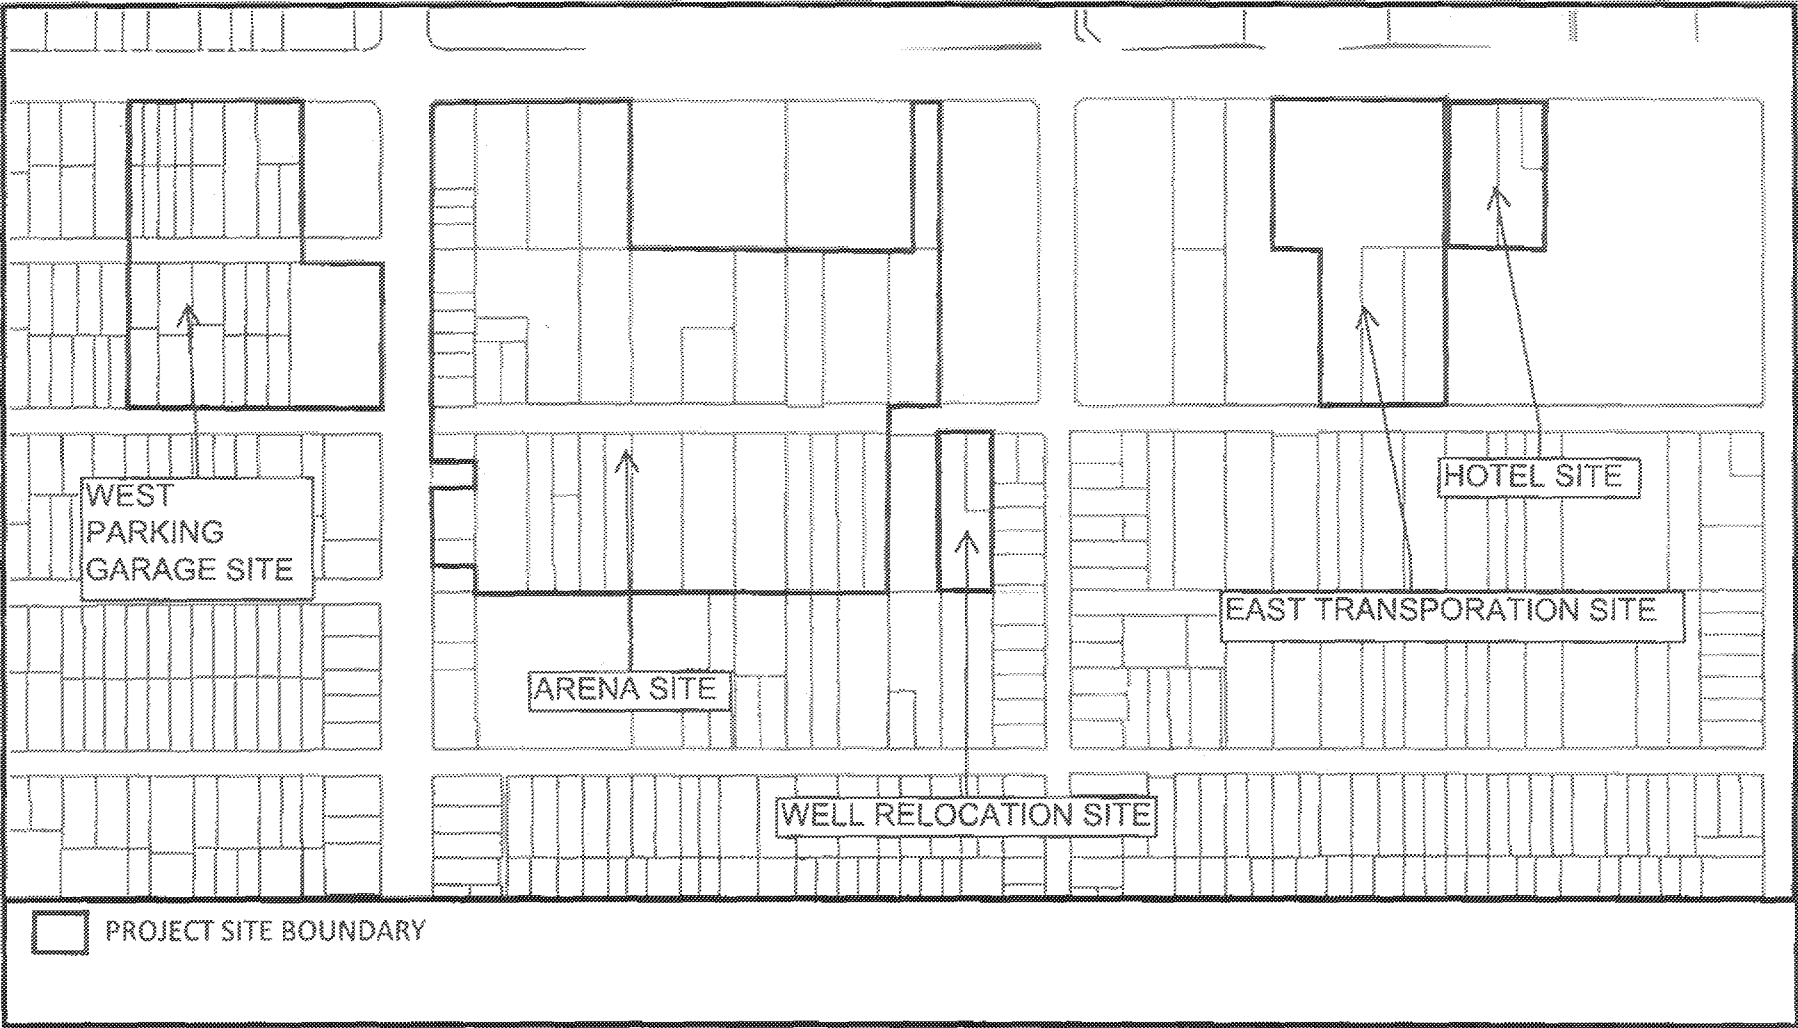 WEST
PARKING
GARAGE SITE
HOTEL SITE
EAST TRANSPORATION SITE
ARENA SITE
WELL RELOCATION SITE
PROJECT SITE BOUNDARY